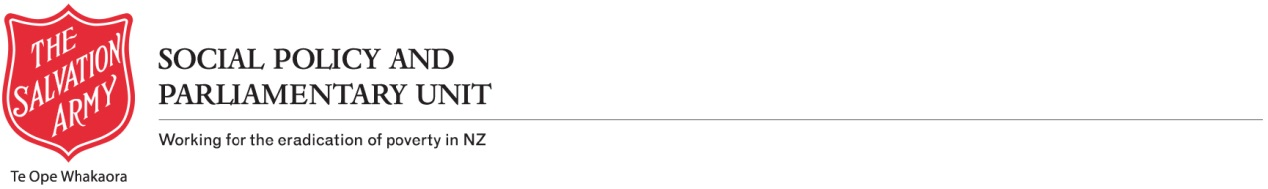 THE
SALVATION
ARMY
Te Ope Whakaora
SOCIAL POLICY AND
PARLIAMENTARY UNIT
Working for the eradication of poverty in NZ